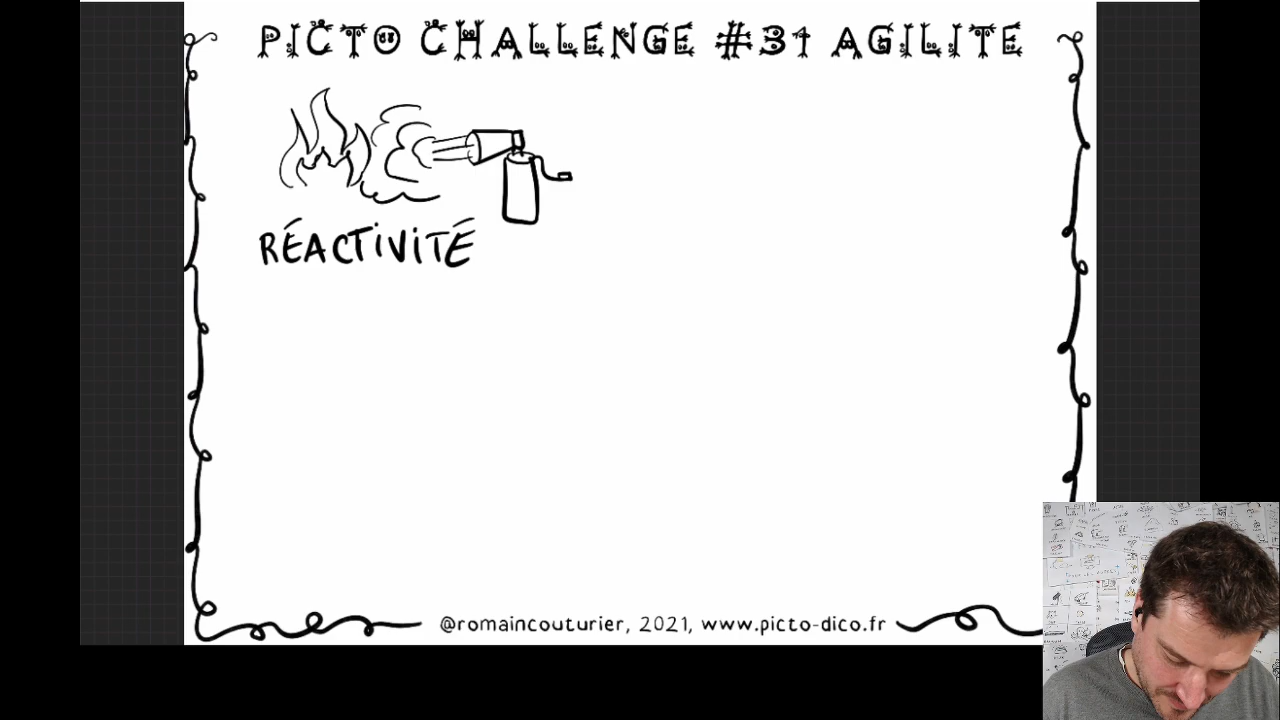 PICTO CHALLENGE #31 AGILITE
RÉACTIVITÉ
@romaincouturier, 2021, www.picto-dico.fr